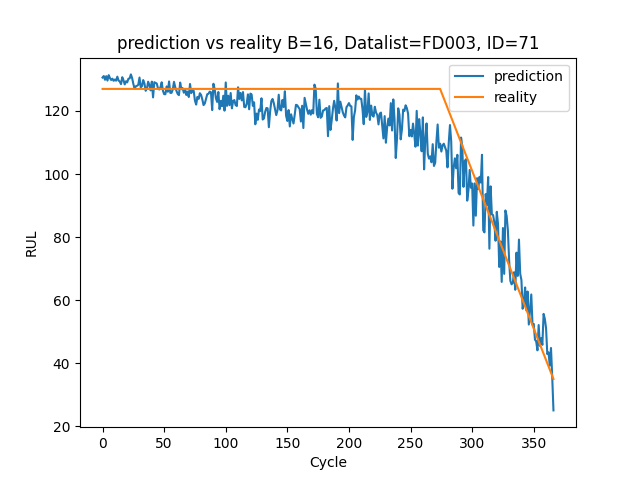 prediction vs reality B=16, Datalist=FD003, ID=71
prediction
reality
RUL
120
100
80
60
40
20
0 50 100 150 200 250 300 350
Cycle